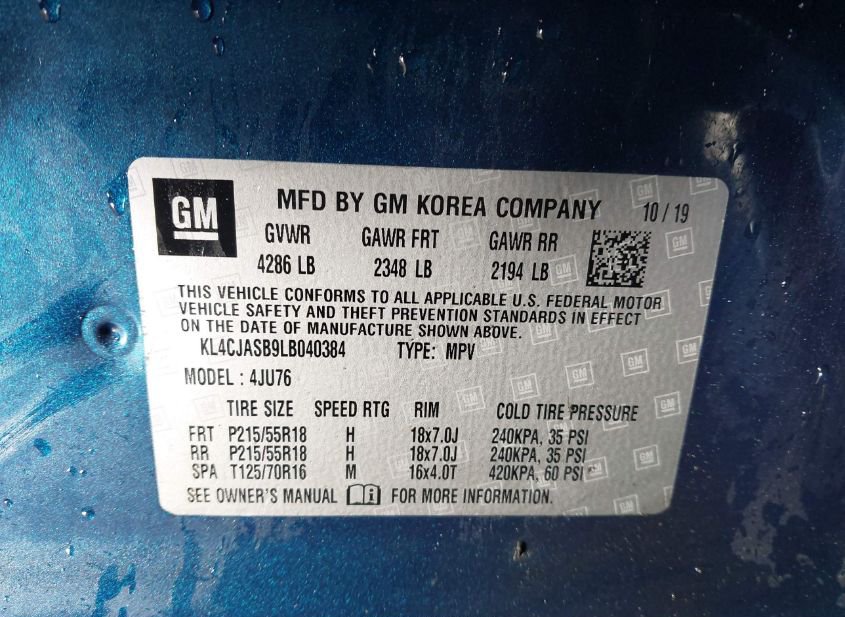 GM MFD BY GM KOREA COMPANY 10/19
GVWR GAWR FRT GAWR RR
4286 LB 2348 LB 2194 LB
THIS VEHICLE CONFORMS TO ALL APPLICABLE U.S. FEDERAL MOTOR
VEHICLE SAFETY AND THEFT PREVENTION STANDARDS IN EFFECT
ON THE DATE OF MANUFACTURE SHOWN ABOVE.
KL4CJASB9LB040384 TYPE: MPV
MODEL : 4JU76
TIRE SIZE SPEED RTG RIM COLD TIRE PRESSURE
FRT P215/55R18 H 18x7.0J 240KPA, 35 PSI
RR P215/55R18 H 18x7.0J 240KPA, 35 PSI
SPA T125/70R16 M 16x4.0T 420KPA, 60 PSI
SEE OWNER'S MANUAL FOR MORE INFORMATION.